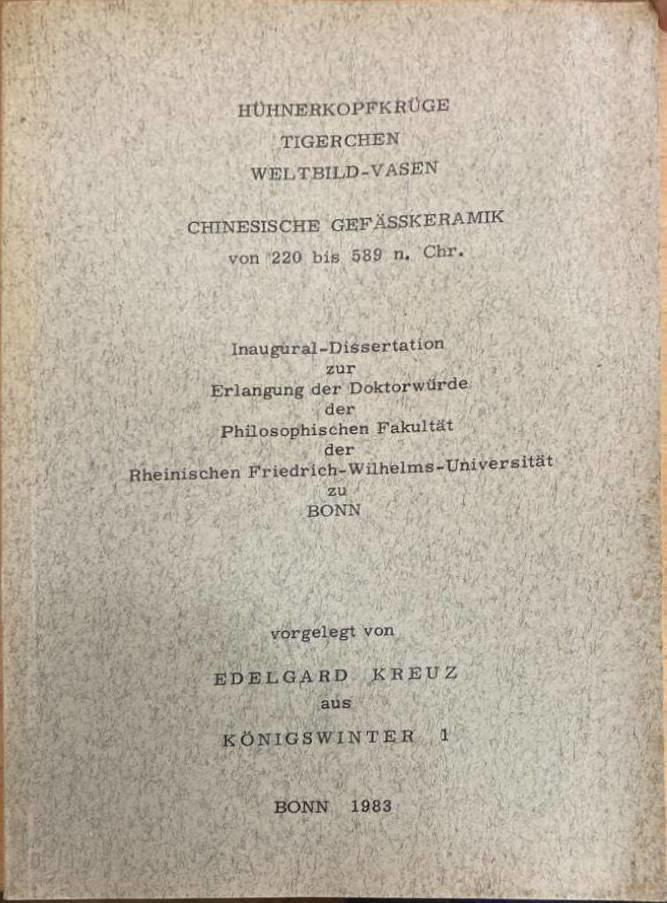 HÜHNERKOPFKRÜGE
TIGERCHEN
WELTBILD-VASEN
CHINESISCHE GEFÄSSKERAMIK
von 220 bis 589 n. Chr.
Inaugural-Dissertation
zur
Erlangung der Doktorwürde
der
Philosophischen Fakultät
der
Rheinischen Friedrich-Wilhelms-Universität
zu
BONN
vorgelegt von
EDELGARD KREUZ
aus
KÖNIGSWINTER 1
BONN 1983